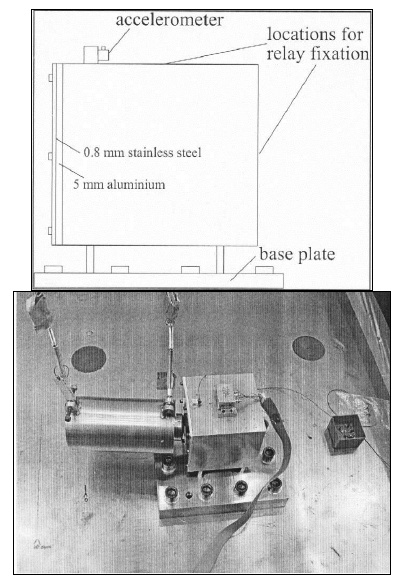 accelerometer
locations for
relay fixation
0.8 mm stainless steel
5 mm aluminium
base plate